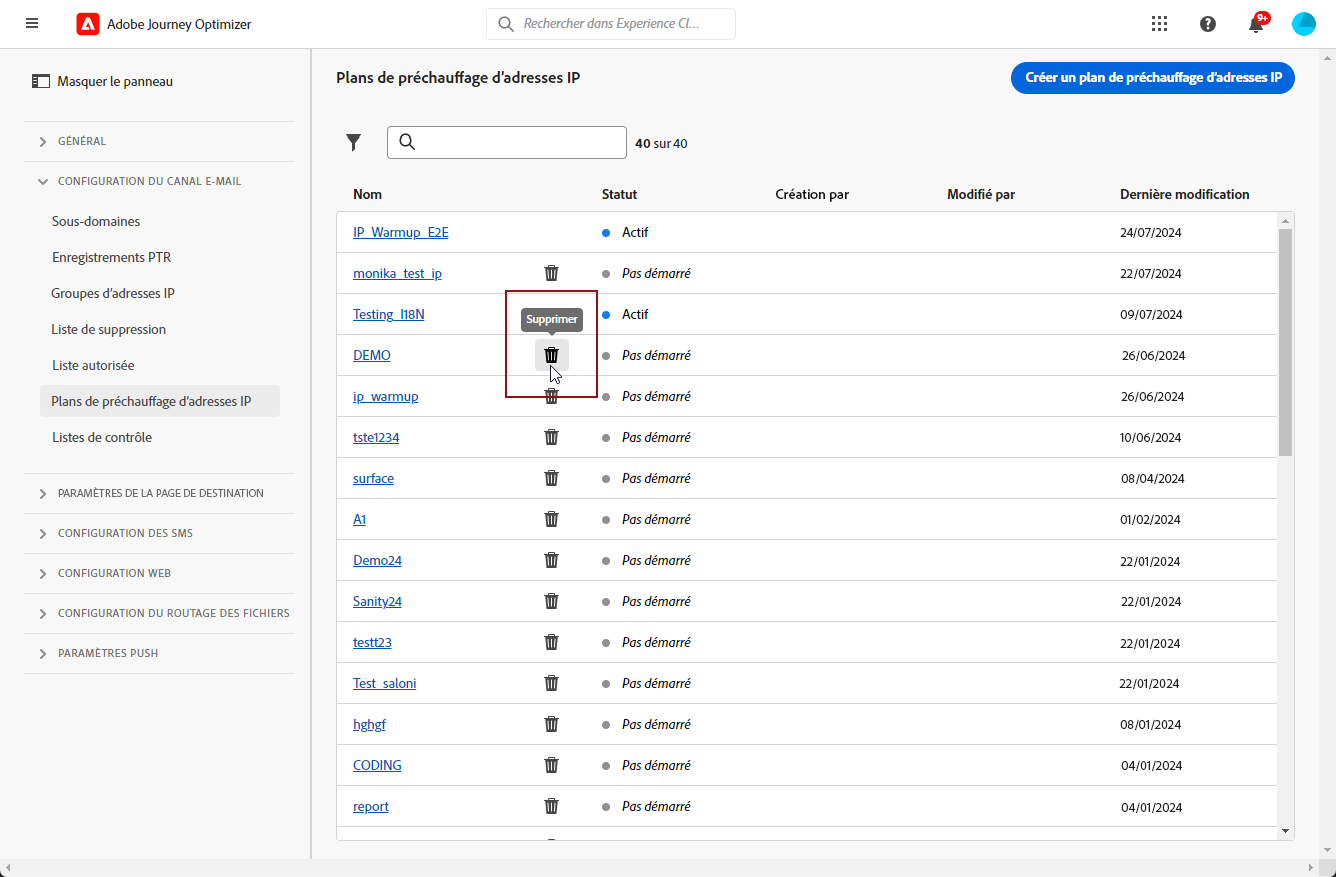 Adobe Journey Optimizer
Rechercher dans Experience Cl...
9+
Masquer le panneau
GÉNÉRAL
CONFIGURATION DU CANAL E-MAIL
Sous-domaines
Enregistrements PTR
Groupes d'adresses IP
Liste de suppression
Liste autorisée
Plans de préchauffage d'adresses IP
Listes de contrôle
PARAMÈTRES DE LA PAGE DE DESTINATION
CONFIGURATION DES SMS
CONFIGURATION WEB
CONFIGURATION DU ROUTAGE DES FICHIERS
PARAMÈTRES PUSH
Plans de préchauffage d'adresses IP
Créer un plan de préchauffage d'adresses IP
40 sur 40
Nom Statut Création par Modifié par Dernière modification
IP_Warmup_E2E Actif 24/07/2024
monika_test_ip Pas démarré 22/07/2024
Testing_I18N Actif 09/07/2024
Supprimer
DEMO Pas démarré 26/06/2024
ip_warmup Pas démarré 26/06/2024
tste1234 Pas démarré 10/06/2024
surface Pas démarré 08/04/2024
A1 Pas démarré 01/02/2024
Demo24 Pas démarré 22/01/2024
Sanity24 Pas démarré 22/01/2024
testt23 Pas démarré 22/01/2024
Test_saloni Pas démarré 22/01/2024
hghgf Pas démarré 08/01/2024
CODING Pas démarré 04/01/2024
report Pas démarré 04/01/2024